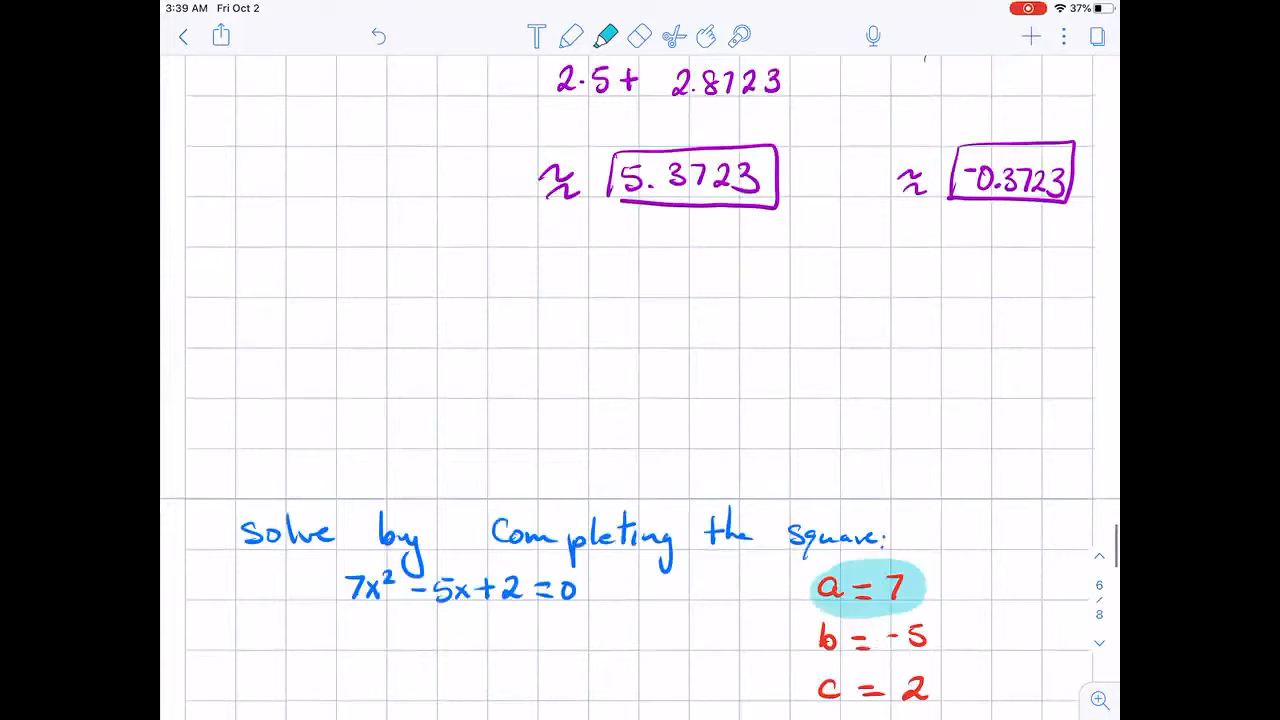 3:39 AM Fri Oct 2 37%
T
2.5+ 2.8723
≈ 5.3723 ≈ -0.3723
solve by Completing the square:
7x² - 5x + 2 = 0 a = 7
b = -5
c = 2
6
/
8